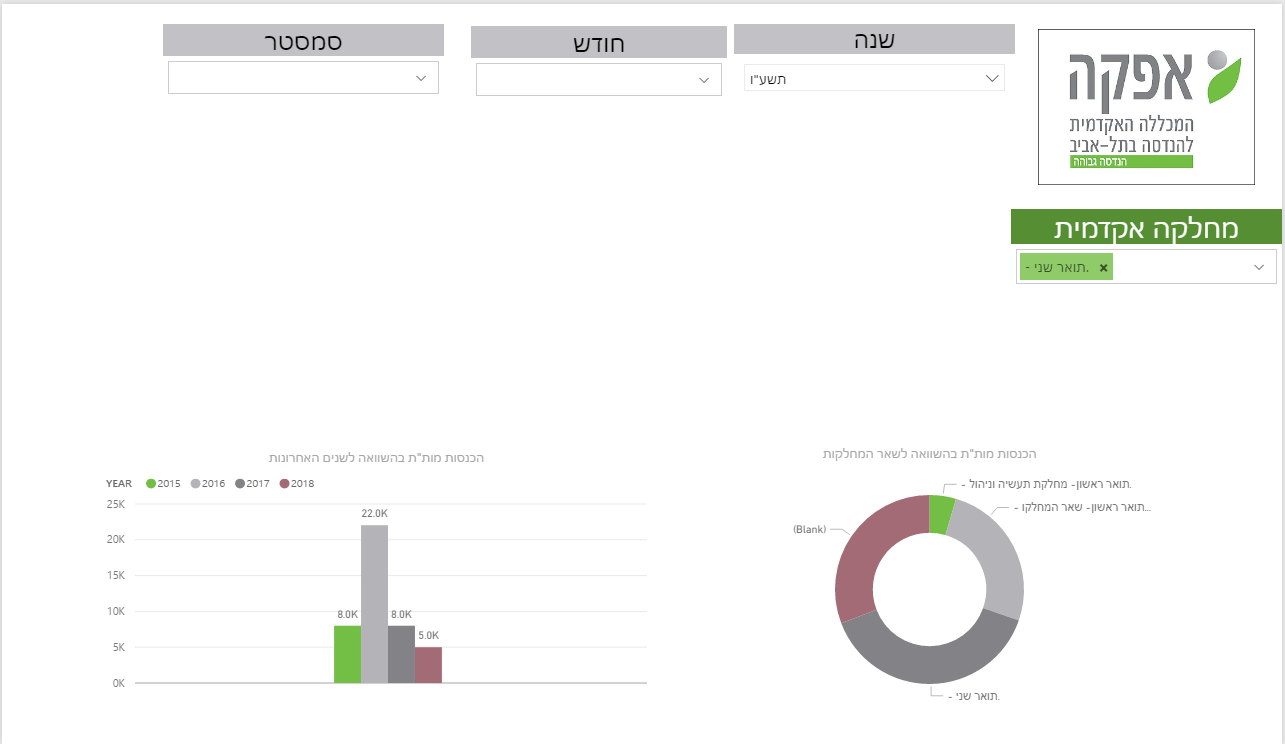 שנה
חודש
סמסטר
תשע"ו
אפקה
המכללה האקדמית
להנדסה בתל-אביב
הנדסה גבוהה
מחלקה אקדמית
תואר שני - .
הכנסות מות"ת בהשוואה לשאר המחלקות
תואר ראשון- מחלקת תעשיה וניהול - .
תואר ראשון- שאר המחלקו - ...
(Blank)
תואר שני - .
הכנסות מות"ת בהשוואה לשנים האחרונות
YEAR 2015 2016 2017 2018
25K
20K
15K
10K
5K
0K
8.0K
22.0K
8.0K
5.0K